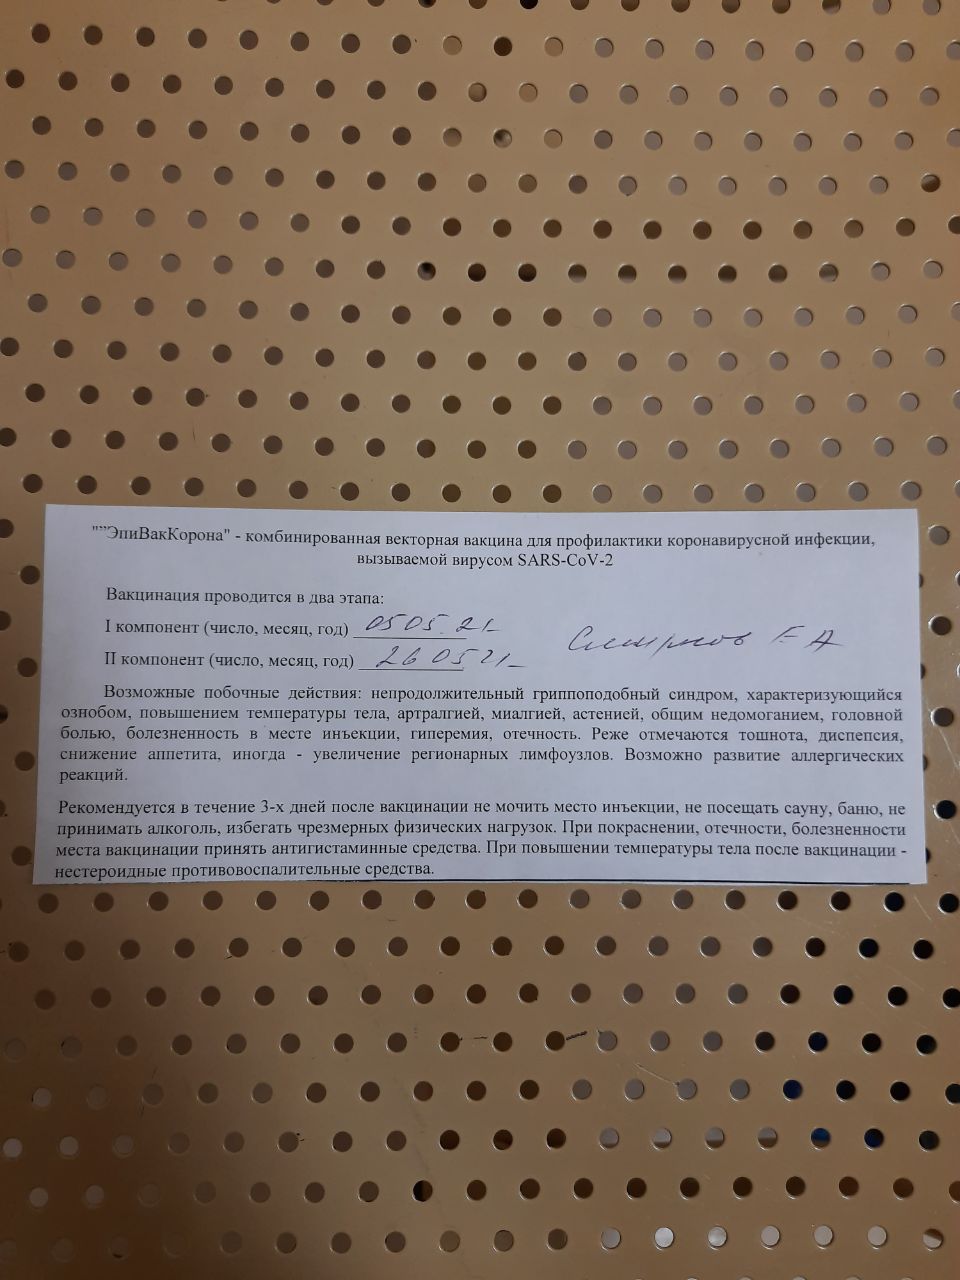 "”ЭпиВакКорона" - комбинированная векторная вакцина для профилактики коронавирусной инфекции,
вызываемой вирусом SARS-CoV-2
Вакцинация проводится в два этапа:
I компонент (число, месяц, год) 05 05. 21
Смирнов Е А
II компонент (число, месяц, год) 26 05 21
Возможные побочные действия: непродолжительный гриппоподобный синдром, характеризующийся
ознобом, повышением температуры тела, артралгией, миалгией, астенией, общим недомоганием, головной
болью, болезненность в месте инъекции, гиперемия, отечность. Реже отмечаются тошнота, диспепсия,
снижение аппетита, иногда - увеличение регионарных лимфоузлов. Возможно развитие аллергических
реакций.
Рекомендуется в течение 3-х дней после вакцинации не мочить место инъекции, не посещать сауну, баню, не
принимать алкоголь, избегать чрезмерных физических нагрузок. При покраснении, отечности, болезненности
места вакцинации принять антигистаминные средства. При повышении температуры тела после вакцинации -
нестероидные противовоспалительные средства.